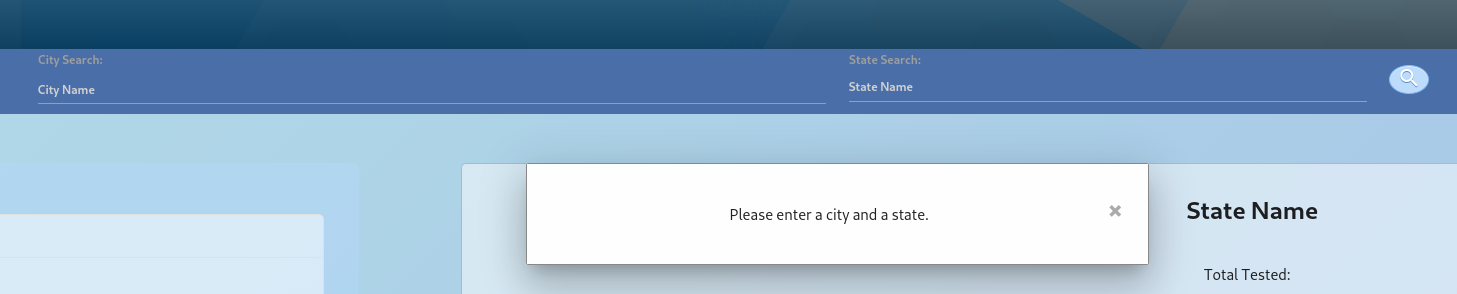 City Search:
State Search:
City Name
State Name
Please enter a city and a state.
✖
State Name
Total Tested: